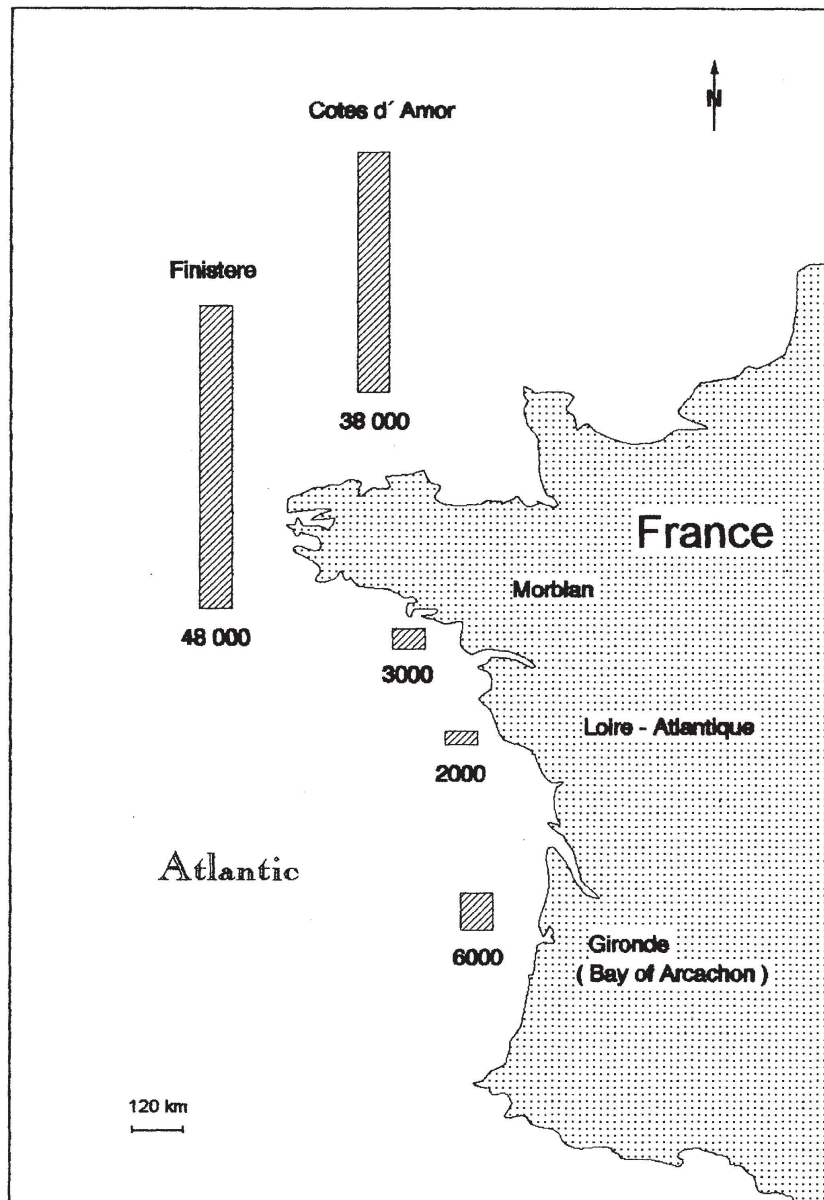 N
Cotes d´ Amor
Finistere
38 000
France
Morbian
48 000
3000
Loire - Atlantique
2000
Atlantic
6000
Gironde
( Bay of Arcachon )
120 km